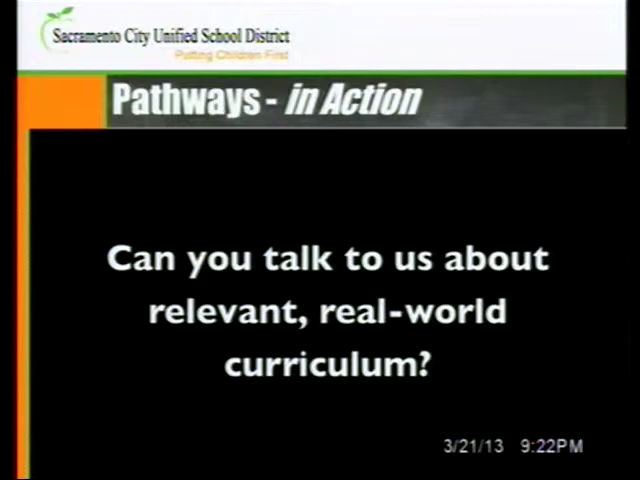 Sacramento City Unified School District
Putting Children First
Pathways - in Action
Can you talk to us about
relevant, real-world
curriculum?
3/21/13 9:22PM